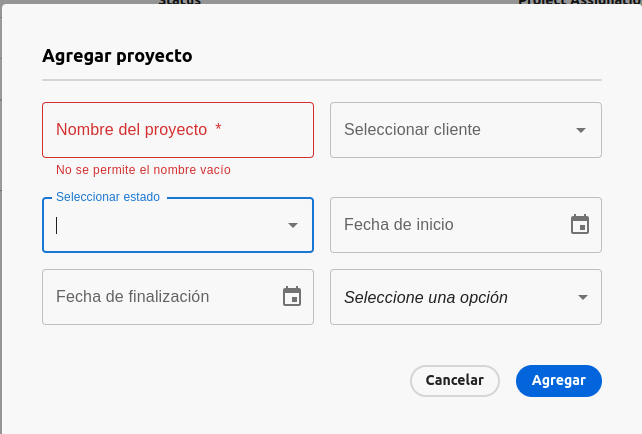 Status Project Assignatio
Agregar proyecto
Nombre del proyecto * Seleccionar cliente
No se permite el nombre vacío
Seleccionar estado
Fecha de inicio
Fecha de finalización Seleccione una opción
Cancelar Agregar